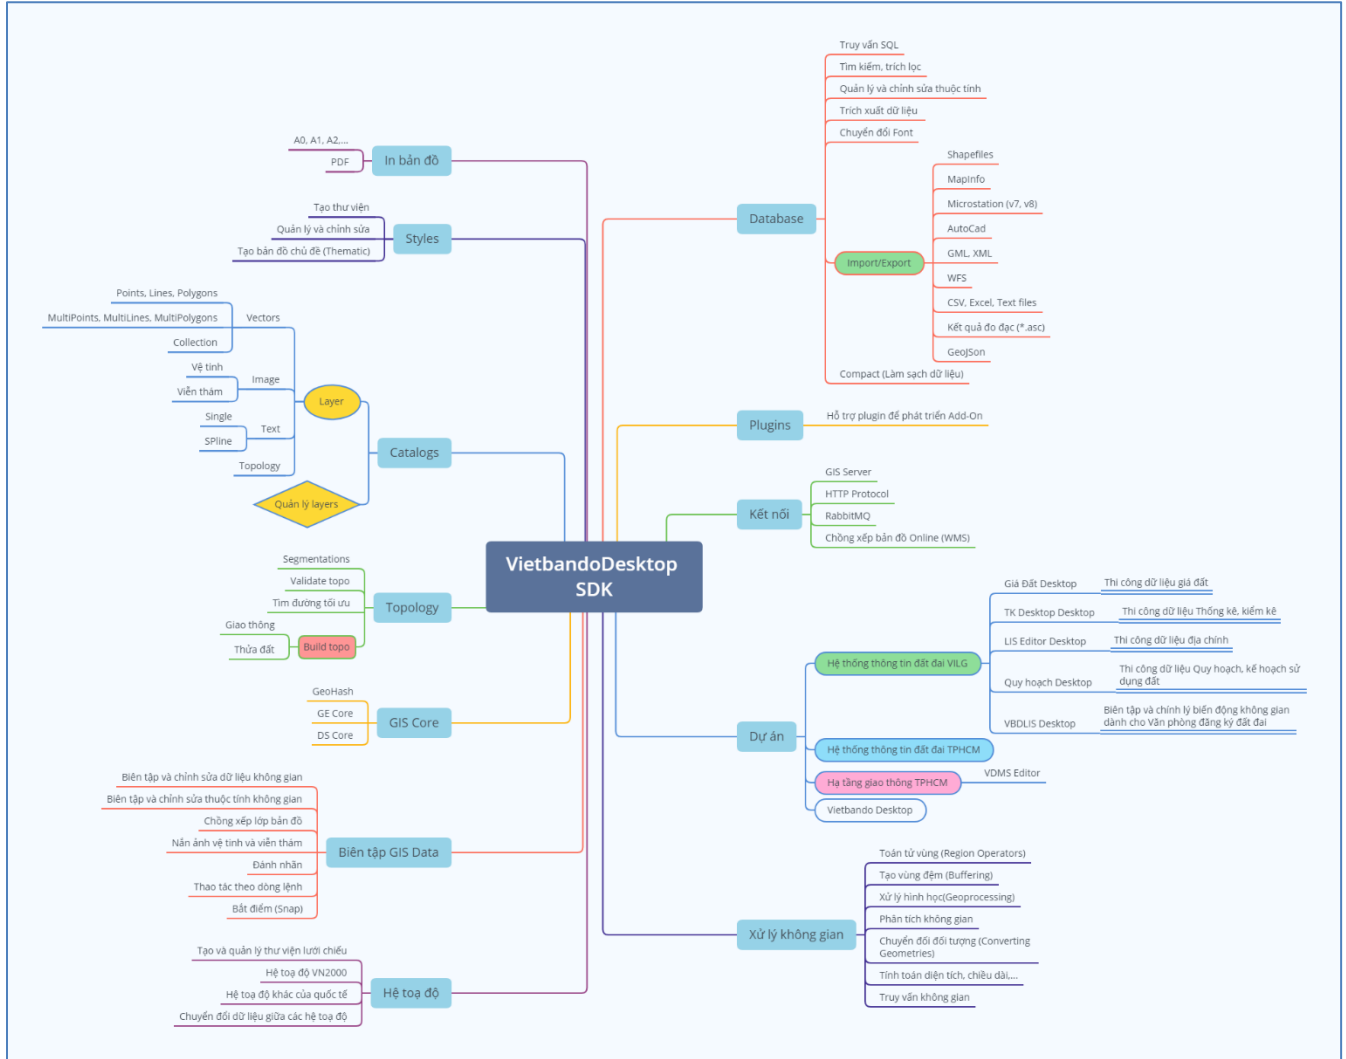 VietbandoDesktop
SDK
In bản đồ
A0, A1, A2,...
PDF
Styles
Tạo thư viện
Quản lý và chỉnh sửa
Tạo bản đồ chủ đề (Thematic)
Catalogs
Layer
Vectors
Points, Lines, Polygons
MultiPoints, MultiLines, MultiPolygons
Collection
Image
Vệ tinh
Viễn thám
Text
Single
SPline
Topology
Quản lý layers
Topology
Segmentations
Validate topo
Tìm đường tối ưu
Build topo
Giao thông
Thửa đất
GIS Core
GeoHash
GE Core
DS Core
Biên tập GIS Data
Biên tập và chỉnh sửa dữ liệu không gian
Biên tập và chỉnh sửa thuộc tính không gian
Chồng xếp lớp bản đồ
Nắn ảnh vệ tinh và viễn thám
Đánh nhãn
Thao tác theo dòng lệnh
Bắt điểm (Snap)
Hệ toạ độ
Tạo và quản lý thư viện lưới chiếu
Hệ toạ độ VN2000
Hệ toạ độ khác của quốc tế
Chuyển đổi dữ liệu giữa các hệ toạ độ
Database
Truy vấn SQL
Tìm kiếm, trích lọc
Quản lý và chỉnh sửa thuộc tính
Trích xuất dữ liệu
Chuyển đổi Font
Import/Export
Shapefiles
MapInfo
Microstation (v7, v8)
AutoCad
GML, XML
WFS
CSV, Excel, Text files
Kết quả đo đạc (*.asc)
GeoJSon
Compact (Làm sạch dữ liệu)
Plugins
Hỗ trợ plugin để phát triển Add-On
Kết nối
GIS Server
HTTP Protocol
RabbitMQ
Chồng xếp bản đồ Online (WMS)
Dự án
Hệ thống thông tin đất đai VILG
Giá Đất Desktop
Thi công dữ liệu giá đất
TK Desktop Desktop
Thi công dữ liệu Thống kê, kiểm kê
LIS Editor Desktop
Thi công dữ liệu địa chính
Quy hoạch Desktop
Thi công dữ liệu Quy hoạch, kế hoạch sử
dụng đất
VBDLIS Desktop
Biên tập và chỉnh lý biến động không gian
dành cho Văn phòng đăng ký đất đai
Hệ thống thông tin đất đai TPHCM
Hạ tầng giao thông TPHCM
VDMS Editor
Vietbando Desktop
Xử lý không gian
Toán tử vùng (Region Operators)
Tạo vùng đệm (Buffering)
Xử lý hình học(Geoprocessing)
Phân tích không gian
Chuyển đổi đối tượng (Converting
Geometries)
Tính toán diện tích, chiều dài,...
Truy vấn không gian